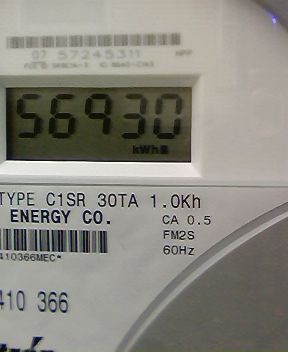 07 57245311
56930
kWh
TYPE C1SR 30TA 1.0Kh
ENERGY CO.
CA 0.5
FM2S
60Hz
410366MEC*
410 366